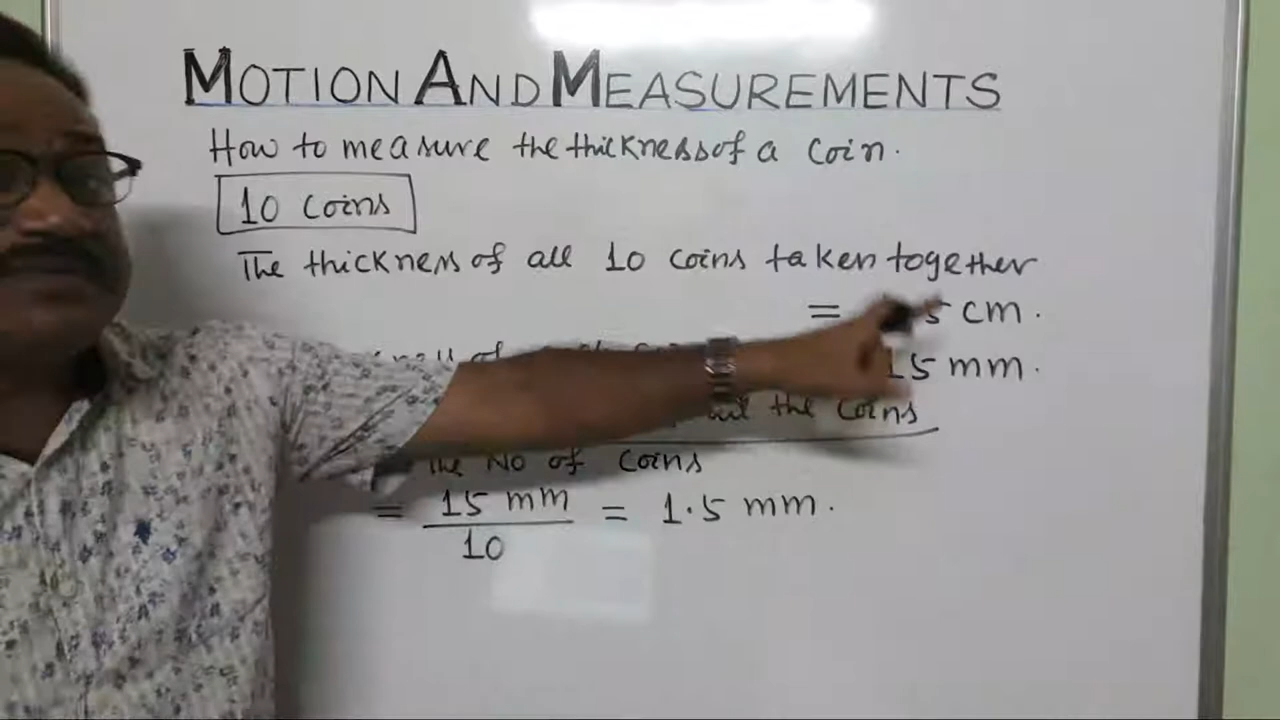 MOTION AND MEASUREMENTS
How to measure the thickness of a coin.
10 coins
The thickness of all 10 coins taken together
= 5 cm.
15 mm.
the coins
the No of coins
= 15 mm = 1.5 mm.
10